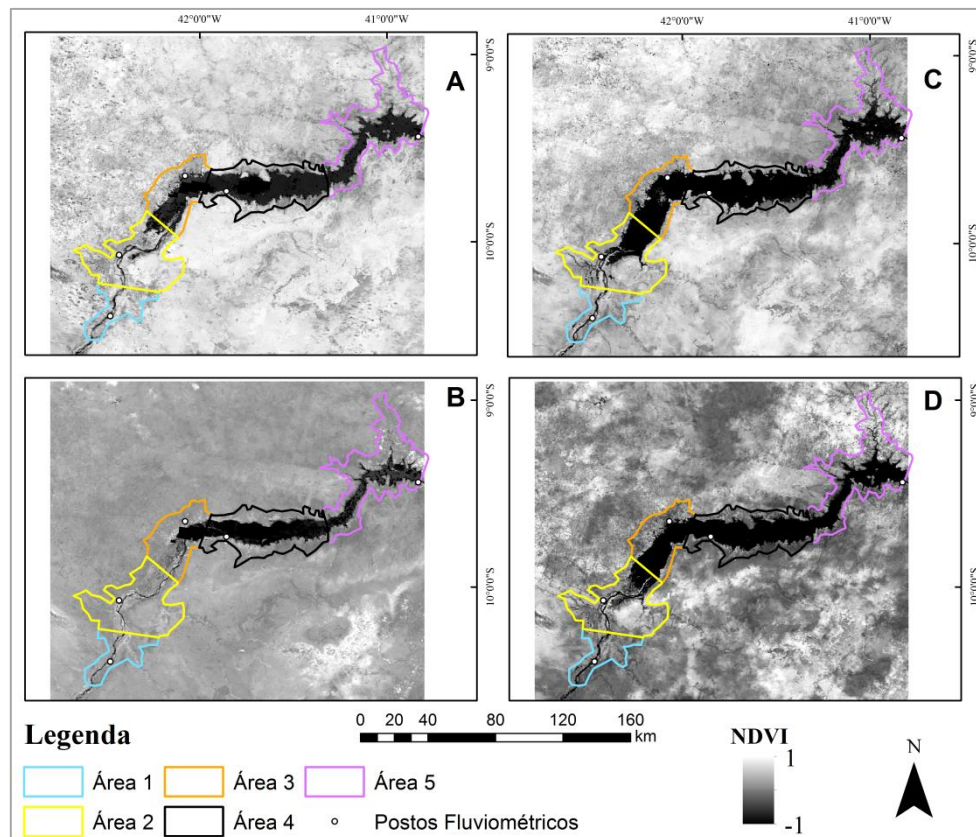 42°0'0"W 41°0'0"W 42°0'0"W 41°0'0"W
A
C
9°0'0"S
9°0'0"S
10°0'0"S
10°0'0"S
B
D
9°0'0"S
9°0'0"S
10°0'0"S
10°0'0"S
Legenda
0 20 40 80 120 160
km
NDVI
1
-1
N
Área 1
Área 3
Área 5
Área 2
Área 4
Postos Fluviométricos